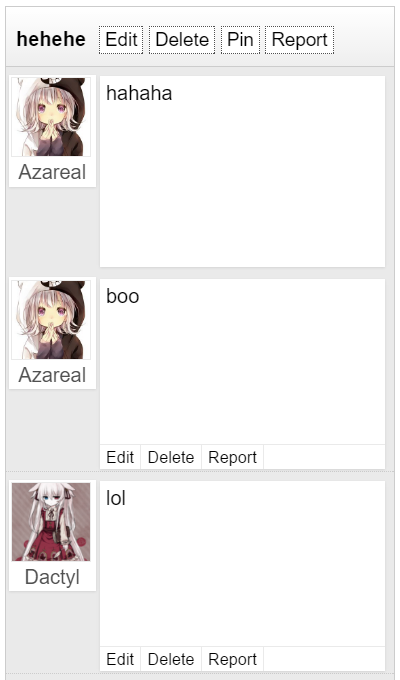 hehehe Edit Delete Pin Report
hahaha
Azareal
boo
Azareal
Edit Delete Report
lol
Dactyl
Edit Delete Report